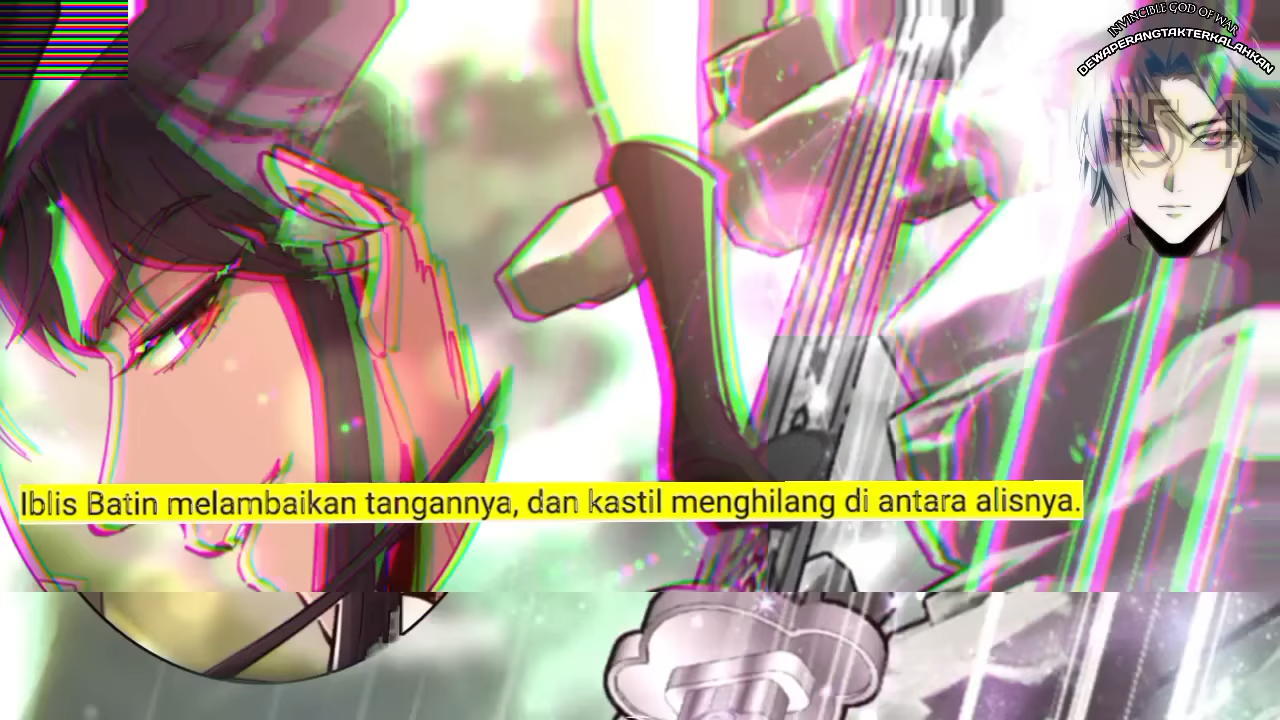 INVINCIBLE GOD OF WAR
DEWAPERANGTAKTERKALAHKAN
Iblis Batin melambaikan tangannya, dan kastil menghilang di antara alisnya.